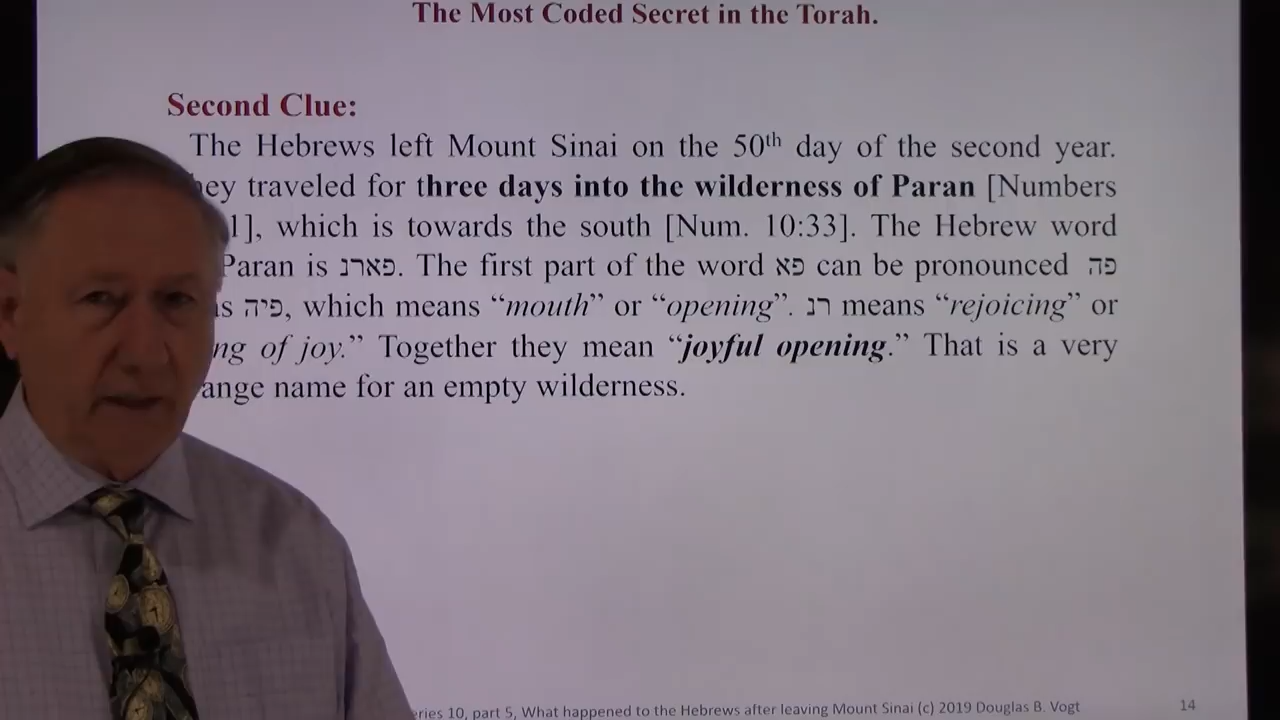 The Most Coded Secret in the Torah.
Second Clue:
The Hebrews left Mount Sinai on the 50th day of the second year.
ey traveled for three days into the wilderness of Paran [Numbers
1], which is towards the south [Num. 10:33]. The Hebrew word
Paran is פארנ. The first part of the word פא can be pronounced פה
s פיה, which means “mouth” or “opening”. רנ means “rejoicing” or
ng of joy.” Together they mean “joyful opening.” That is a very
ange name for an empty wilderness.
ries 10, part 5, What happened to the Hebrews after leaving Mount Sinai (c) 2019 Douglas B. Vogt
14